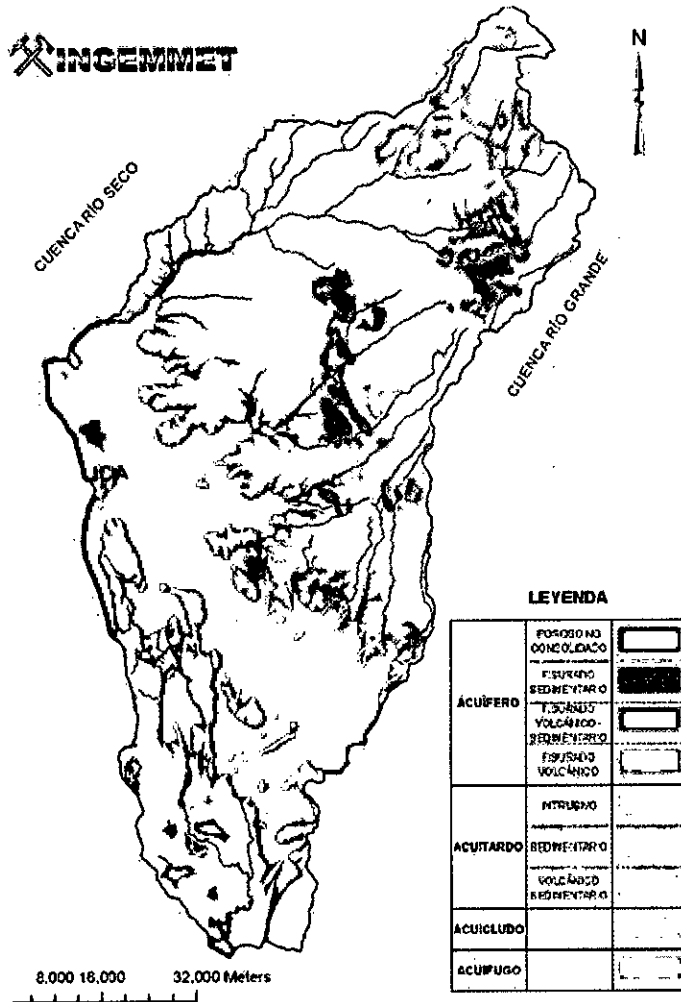 INGEMMET
N
CUENCA RÍO SECO
CUENCA RÍO GRANDE
LEYENDA
ACUÍFERO
POROSO NO
CONSOLIDADO
FISURADO
SEDIMENTARIO
FISURADO
VOLCÁNICO-
SEDIMENTARIO
FISURADO
VOLCÁNICO
ACUITARDO
INTRUSIVO
SEDIMENTARIO
VOLCÁNICO
SEDIMENTARIO
ACUICLUDO
ACUIFUGO
8,000 16,000 32,000 Meters